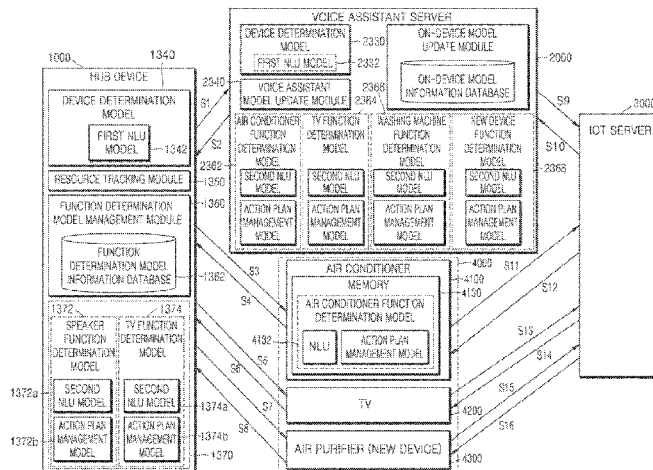 VOICE ASSISTANT SERVER
DEVICE DETERMINATION
MODEL
FIRST NLU MODEL
2330
2332
2340
VOICE ASSISTANT
MODEL UPDATE MODULE
2366
2364
ON-DEVICE MODEL
UPDATE MODULE
ON-DEVICE MODEL
INFORMATION DATABASE
2000
AIR CONDITIONER
FUNCTION
DETERMINATION
MODEL
SECOND NLU
MODEL
ACTION PLAN
MANAGEMENT
MODEL
2362
TV FUNCTION
DETERMINATION
MODEL
SECOND NLU
MODEL
ACTION PLAN
MANAGEMENT
MODEL
WASHING MACHINE
FUNCTION
DETERMINATION
MODEL
SECOND NLU
MODEL
ACTION PLAN
MANAGEMENT
MODEL
NEW DEVICE
FUNCTION
DETERMINATION
MODEL
SECOND NLU
MODEL
ACTION PLAN
MANAGEMENT
MODEL
2368
1000
1340
HUB DEVICE
DEVICE DETERMINATION
MODEL
FIRST NLU
MODEL
1342
RESOURCE TRACKING MODULE
1350
FUNCTION DETERMINATION
MODEL MANAGEMENT MODULE
1360
FUNCTION
DETERMINATION MODEL
INFORMATION DATABASE
1362
1372
1374
SPEAKER
FUNCTION
DETERMINATION
MODEL
SECOND
NLU MODEL
ACTION PLAN
MANAGEMENT
MODEL
1372a
1372b
TV FUNCTION
DETERMINATION
MODEL
SECOND
NLU MODEL
ACTION PLAN
MANAGEMENT
MODEL
1374a
1374b
1370
S1
S2
S3
S4
S5
S6
S7
S8
AIR CONDITIONER
4000
MEMORY
4100
4130
AIR CONDITIONER FUNCTION
DETERMINATION MODEL
4132
NLU
ACTION PLAN
MANAGEMENT MODEL
TV
4200
AIR PURIFIER (NEW DEVICE)
4300
S9
S10
S11
S12
S13
S14
S15
S16
3000
IOT SERVER